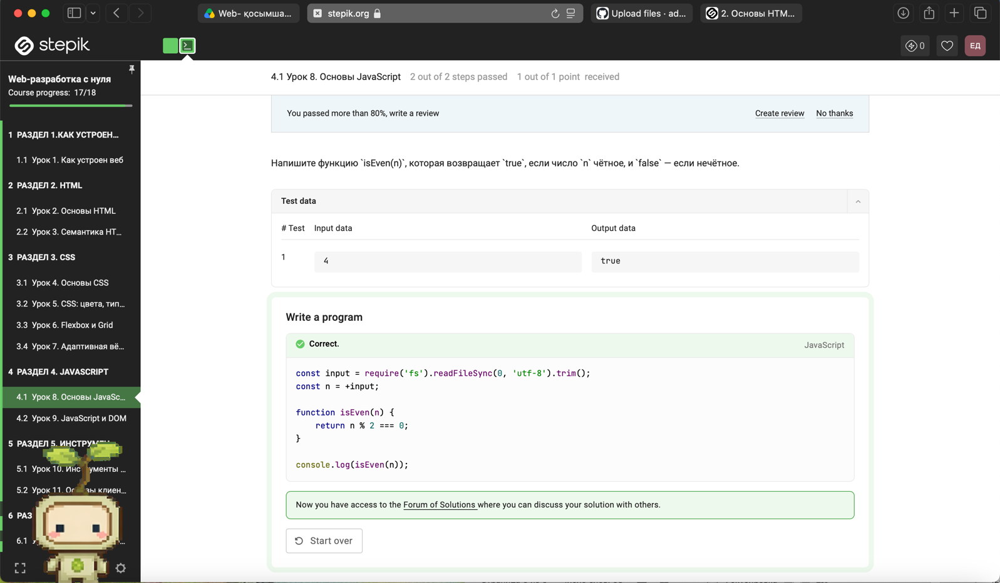 Web- қосымша...
stepik.org
Upload files · ad...
2. Основы HTM...
stepik
0
ЕД
Web-разработка с нуля
Course progress: 17/18
1 РАЗДЕЛ 1.КАК УСТРОЕН...
1.1 Урок 1. Как устроен веб
2 РАЗДЕЛ 2. HTML
2.1 Урок 2. Основы HTML
2.2 Урок 3. Семантика HT...
3 РАЗДЕЛ 3. CSS
3.1 Урок 4. Основы CSS
3.2 Урок 5. CSS: цвета, тип...
3.3 Урок 6. Flexbox и Grid
3.4 Урок 7. Адаптивная вё...
4 РАЗДЕЛ 4. JAVASCRIPT
4.1 Урок 8. Основы JavaSc...
4.2 Урок 9. JavaScript и DOM
5 РАЗДЕЛ 5. ИНСТРУМЕН
5.1 Урок 10. Инс ументы ...
5.2 Урок 11. Ос вы клиен...
6 РАЗ
6.1
4.1 Урок 8. Основы JavaScript 2 out of 2 steps passed 1 out of 1 point received
You passed more than 80%, write a review
Create review No thanks
Напишите функцию `isEven(n)`, которая возвращает `true`, если число `n` чётное, и `false` — если нечётное.
Test data
# Test Input data Output data
1 4 true
Write a program
Correct. JavaScript
const input = require('fs').readFileSync(0, 'utf-8').trim();
const n = +input;
function isEven(n) {
return n % 2 === 0;
}
console.log(isEven(n));
Now you have access to the Forum of Solutions where you can discuss your solution with others.
Start over